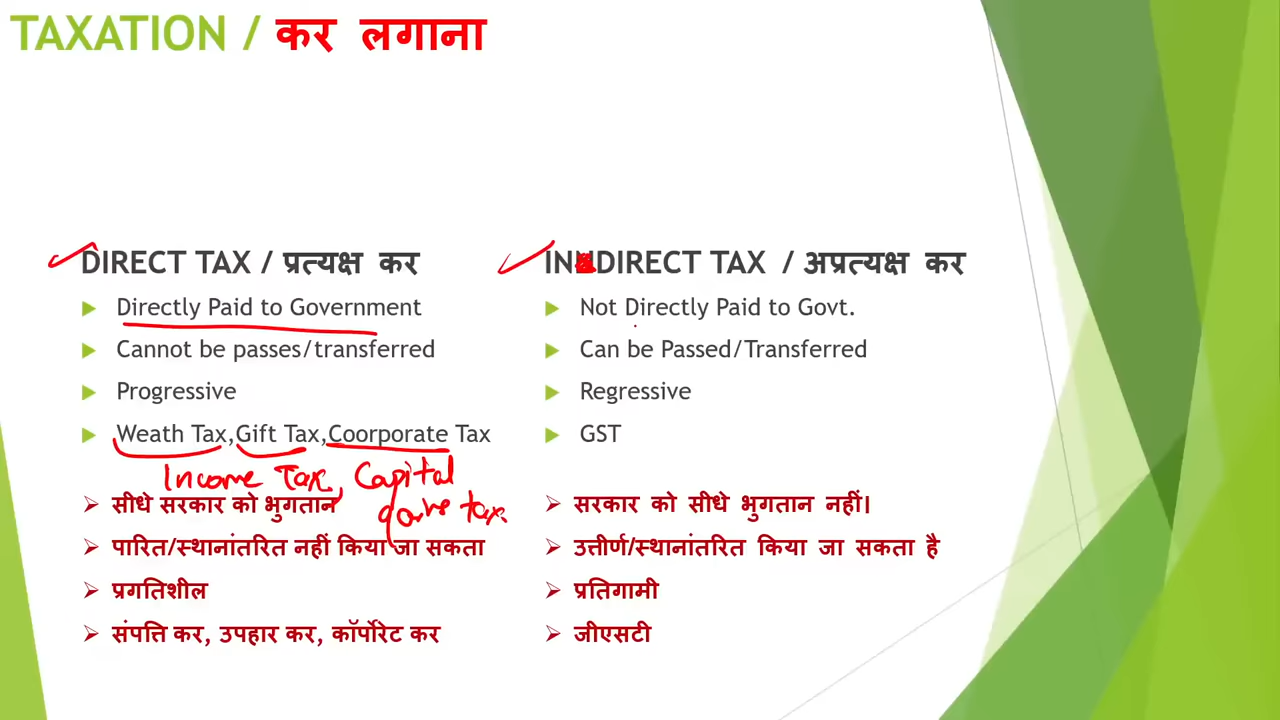 TAXATION / कर लगाना
DIRECT TAX / प्रत्यक्ष कर
Directly Paid to Government
Cannot be passes/transferred
Progressive
Weath Tax,Gift Tax,Coorporate Tax
Income Tax, Capital
gains tax.
सीधे सरकार को भुगतान
पारित/स्थानांतरित नहीं किया जा सकता
प्रगतिशील
संपत्ति कर, उपहार कर, कॉर्पोरेट कर
INDIRECT TAX / अप्रत्यक्ष कर
Not Directly Paid to Govt.
Can be Passed/Transferred
Regressive
GST
सरकार को सीधे भुगतान नहीं।
उत्तीर्ण/स्थानांतरित किया जा सकता है
प्रतिगामी
जीएसटी